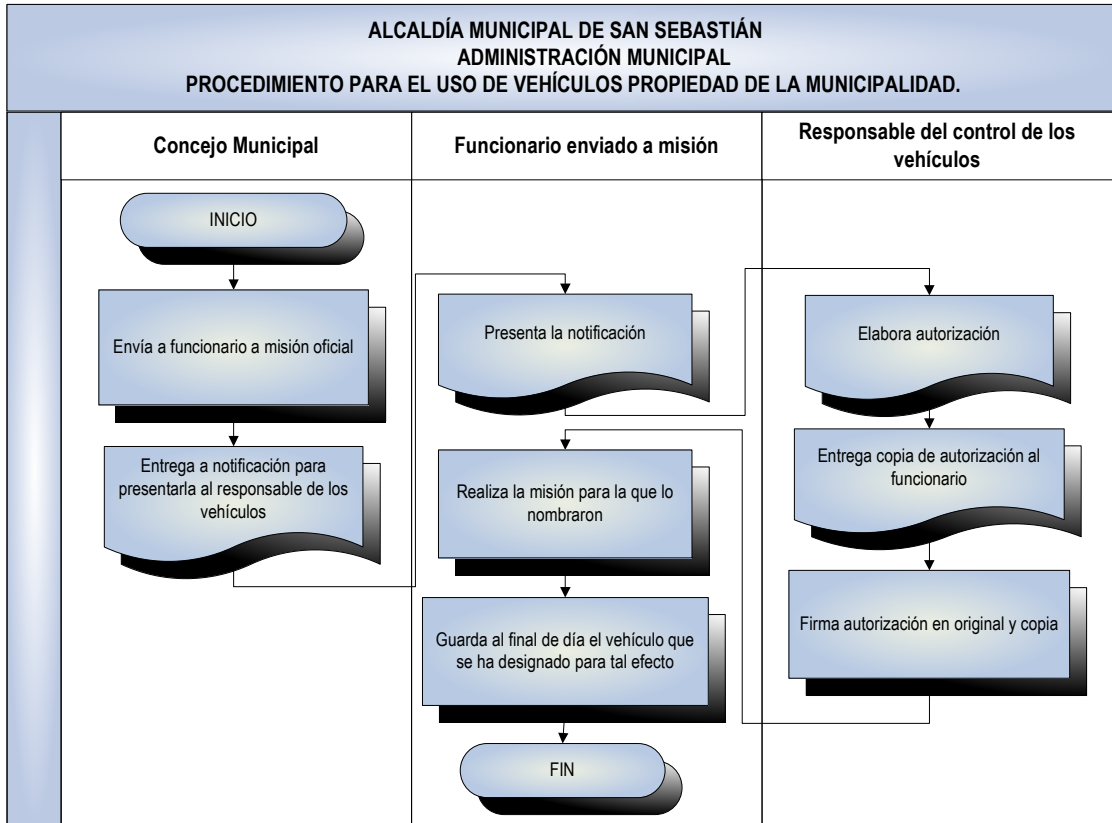 ALCALDÍA MUNICIPAL DE SAN SEBASTIÁN
ADMINISTRACIÓN MUNICIPAL
PROCEDIMIENTO PARA EL USO DE VEHÍCULOS PROPIEDAD DE LA MUNICIPALIDAD.
Concejo Municipal
Funcionario enviado a misión
Responsable del control de los
vehículos
INICIO
Envía a funcionario a misión oficial
Entrega a notificación para
presentarla al responsable de los
vehículos
Presenta la notificación
Elabora autorización
Entrega copia de autorización al
funcionario
Firma autorización en original y copia
Realiza la misión para la que lo
nombraron
Guarda al final de día el vehículo que
se ha designado para tal efecto
FIN